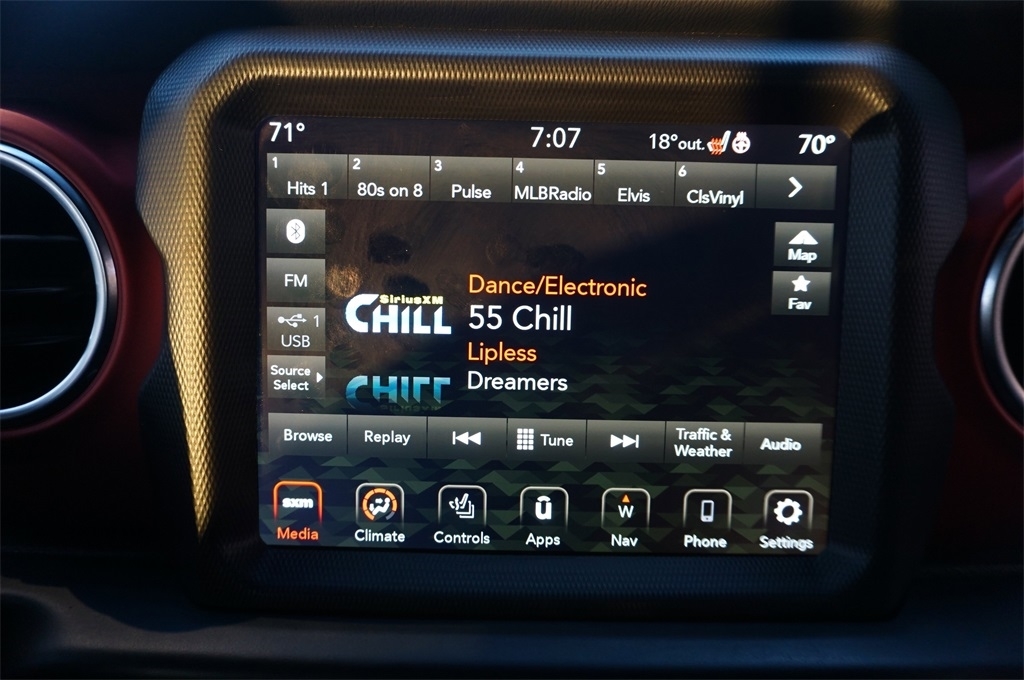 71° 7:07 18°out. 70°
1 2 3 4 5 6
Hits 1 80s on 8 Pulse MLBRadio Elvis ClsVinyl
Map
FM
Dance/Electronic
Fav
SiriusXM
CHILL
55 Chill
1
USB
Lipless
Source
Select
Dreamers
Browse Replay Tune Traffic &
Weather Audio
sxm W
Media Climate Controls Apps Nav Phone Settings